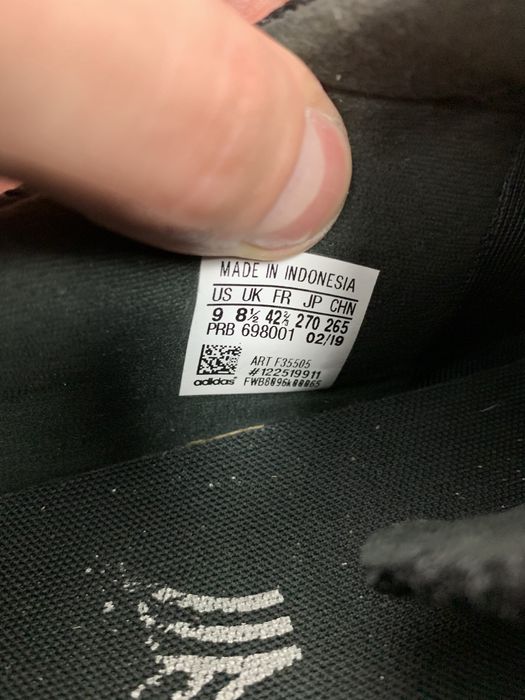 MADE IN INDONESIA
US UK FR JP CHN
9 8½ 42⅔ 270 265
PRB 698001 02/19
ART F35505
#122519911
adidas FWB6096k00065